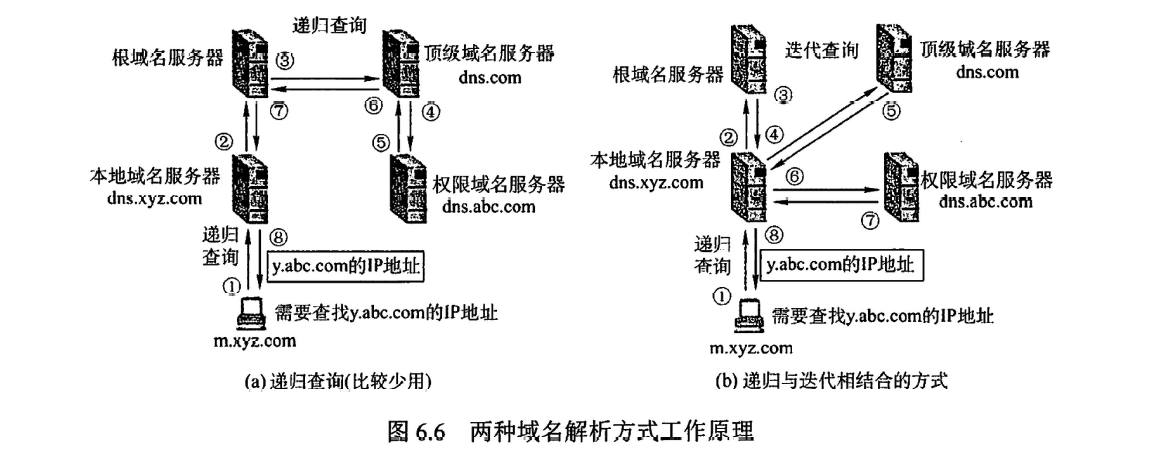 递归查询
根域名服务器
③
顶级域名服务器
dns.com
⑦
⑥
④
②
⑤
本地域名服务器
dns.xyz.com
权限域名服务器
dns.abc.com
递归
查询
⑧
y.abc.com的IP地址
①
需要查找y.abc.com的IP地址
m.xyz.com
(a) 递归查询(比较少用)
迭代查询
根域名服务器
顶级域名服务器
dns.com
③
②
④
⑤
本地域名服务器
dns.xyz.com
⑥
权限域名服务器
dns.abc.com
⑦
递归
查询
⑧
y.abc.com的IP地址
①
需要查找y.abc.com的IP地址
m.xyz.com
(b) 递归与迭代相结合的方式
图 6.6 两种域名解析方式工作原理